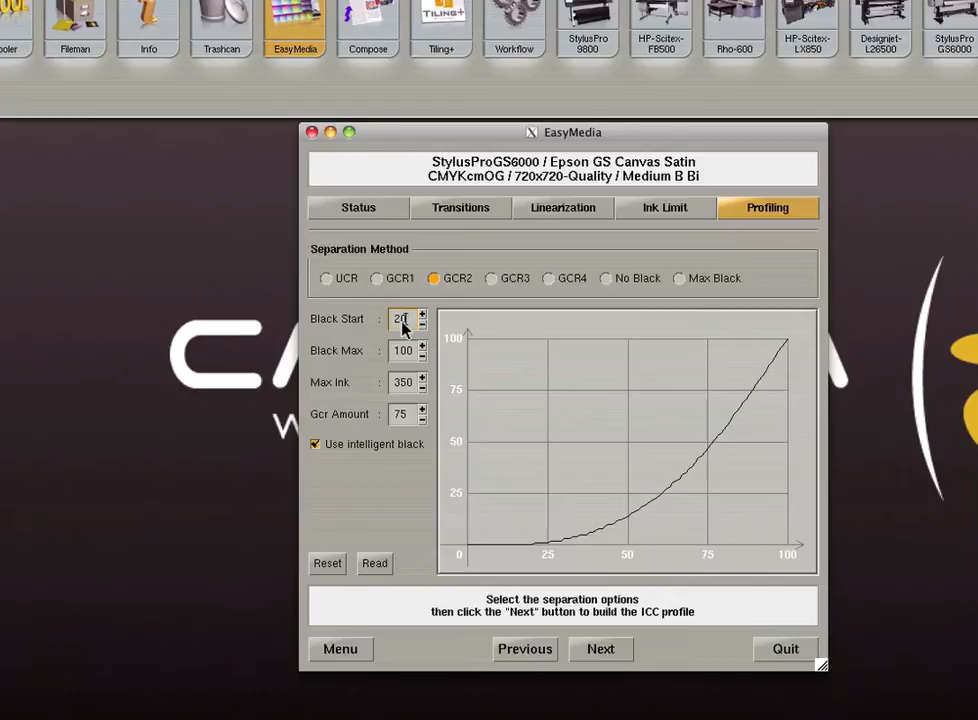 Fileman
Info
Trashcan
EasyMedia
Compose
TILING+
Tiling+
Workflow
StylusPro
9800
HP-Scitex-
FB500
Rho-600
HP-Scitex-
LX850
Designjet-
L26500
StylusPro
GS6000
EasyMedia
StylusProGS6000 / Epson GS Canvas Satin
CMYKcmOG / 720x720-Quality / Medium B Bi
Status
Transitions
Linearization
Ink Limit
Profiling
Separation Method
UCR
GCR1
GCR2
GCR3
GCR4
No Black
Max Black
Black Start : 20
Black Max : 100
Max Ink : 350
Gcr Amount : 75
Use intelligent black
100
75
50
25
0
25
50
75
100
Reset
Read
Select the separation options
then click the "Next" button to build the ICC profile
Menu
Previous
Next
Quit